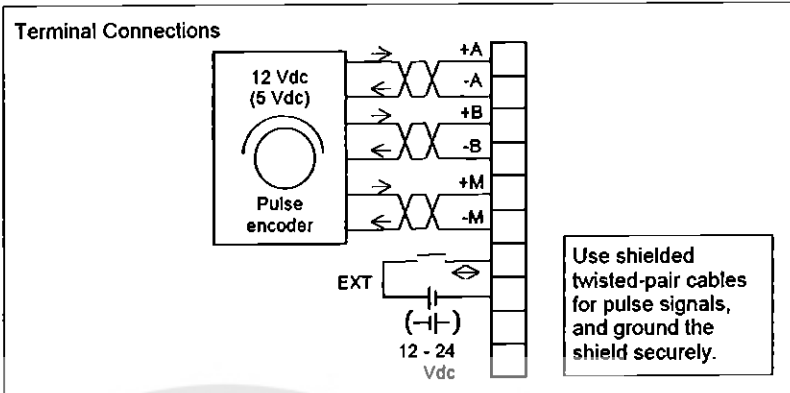 Terminal Connections
12 Vdc
(5 Vdc)
Pulse
encoder
+A
-A
+B
-B
+M
-M
EXT
12 - 24
Vdc
Use shielded
twisted-pair cables
for pulse signals,
and ground the
shield securely.